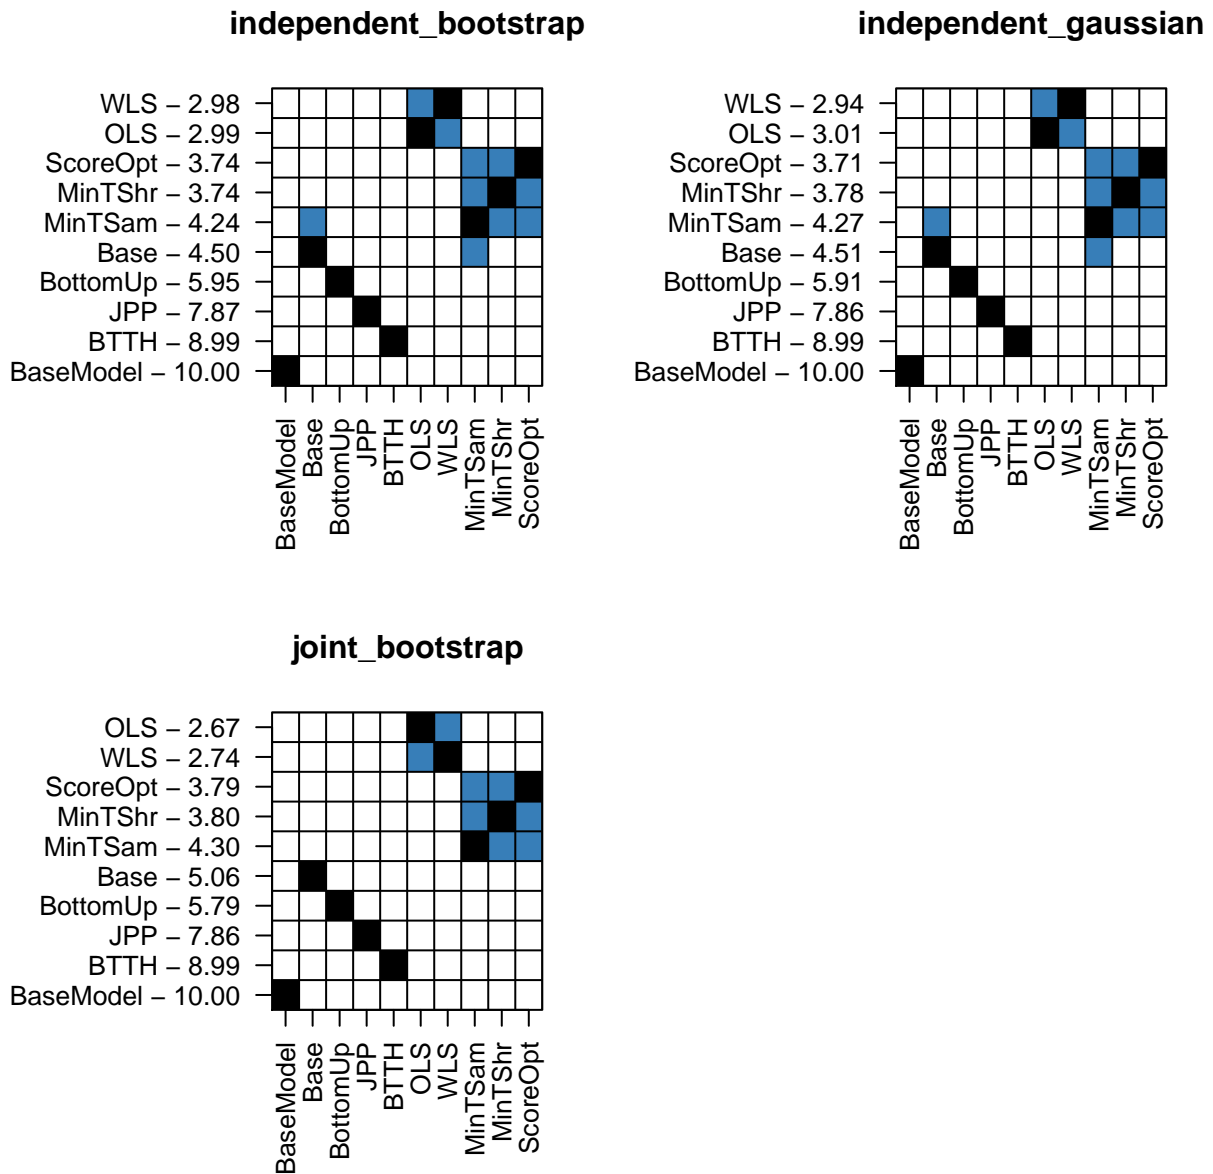 independent_bootstrap
WLS – 2.98
OLS – 2.99
ScoreOpt – 3.74
MinTShr – 3.74
MinTSam – 4.24
Base – 4.50
BottomUp – 5.95
JPP – 7.87
BTTH – 8.99
BaseModel – 10.00
BaseModel
Base
BottomUp
JPP
BTTH
OLS
WLS
MinTSam
MinTShr
ScoreOpt
independent_gaussian
WLS – 2.94
OLS – 3.01
ScoreOpt – 3.71
MinTShr – 3.78
MinTSam – 4.27
Base – 4.51
BottomUp – 5.91
JPP – 7.86
BTTH – 8.99
BaseModel – 10.00
BaseModel
Base
BottomUp
JPP
BTTH
OLS
WLS
MinTSam
MinTShr
ScoreOpt
joint_bootstrap
OLS – 2.67
WLS – 2.74
ScoreOpt – 3.79
MinTShr – 3.80
MinTSam – 4.30
Base – 5.06
BottomUp – 5.79
JPP – 7.86
BTTH – 8.99
BaseModel – 10.00
BaseModel
Base
BottomUp
JPP
BTTH
OLS
WLS
MinTSam
MinTShr
ScoreOpt